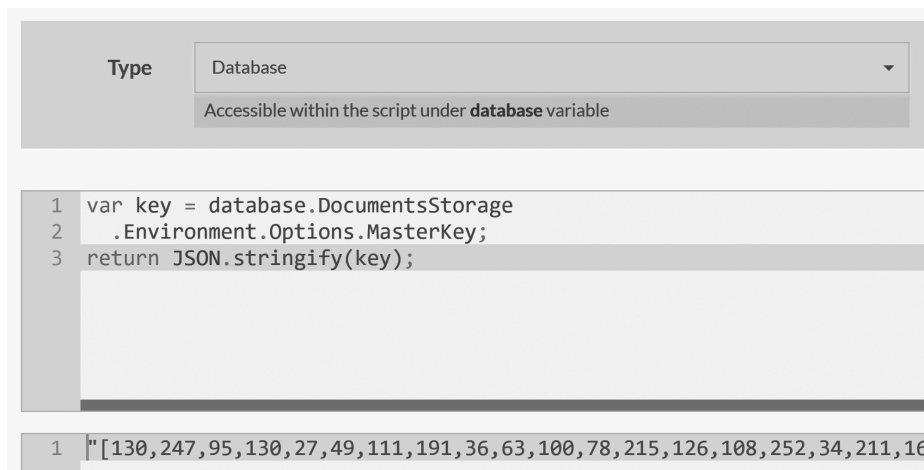 Type Database
Accessible within the script under database variable
1 var key = database.DocumentsStorage
2 .Environment.Options.MasterKey;
3 return JSON.stringify(key);
1 "[130,247,95,130,27,49,111,191,36,63,100,78,215,126,108,252,34,211,16